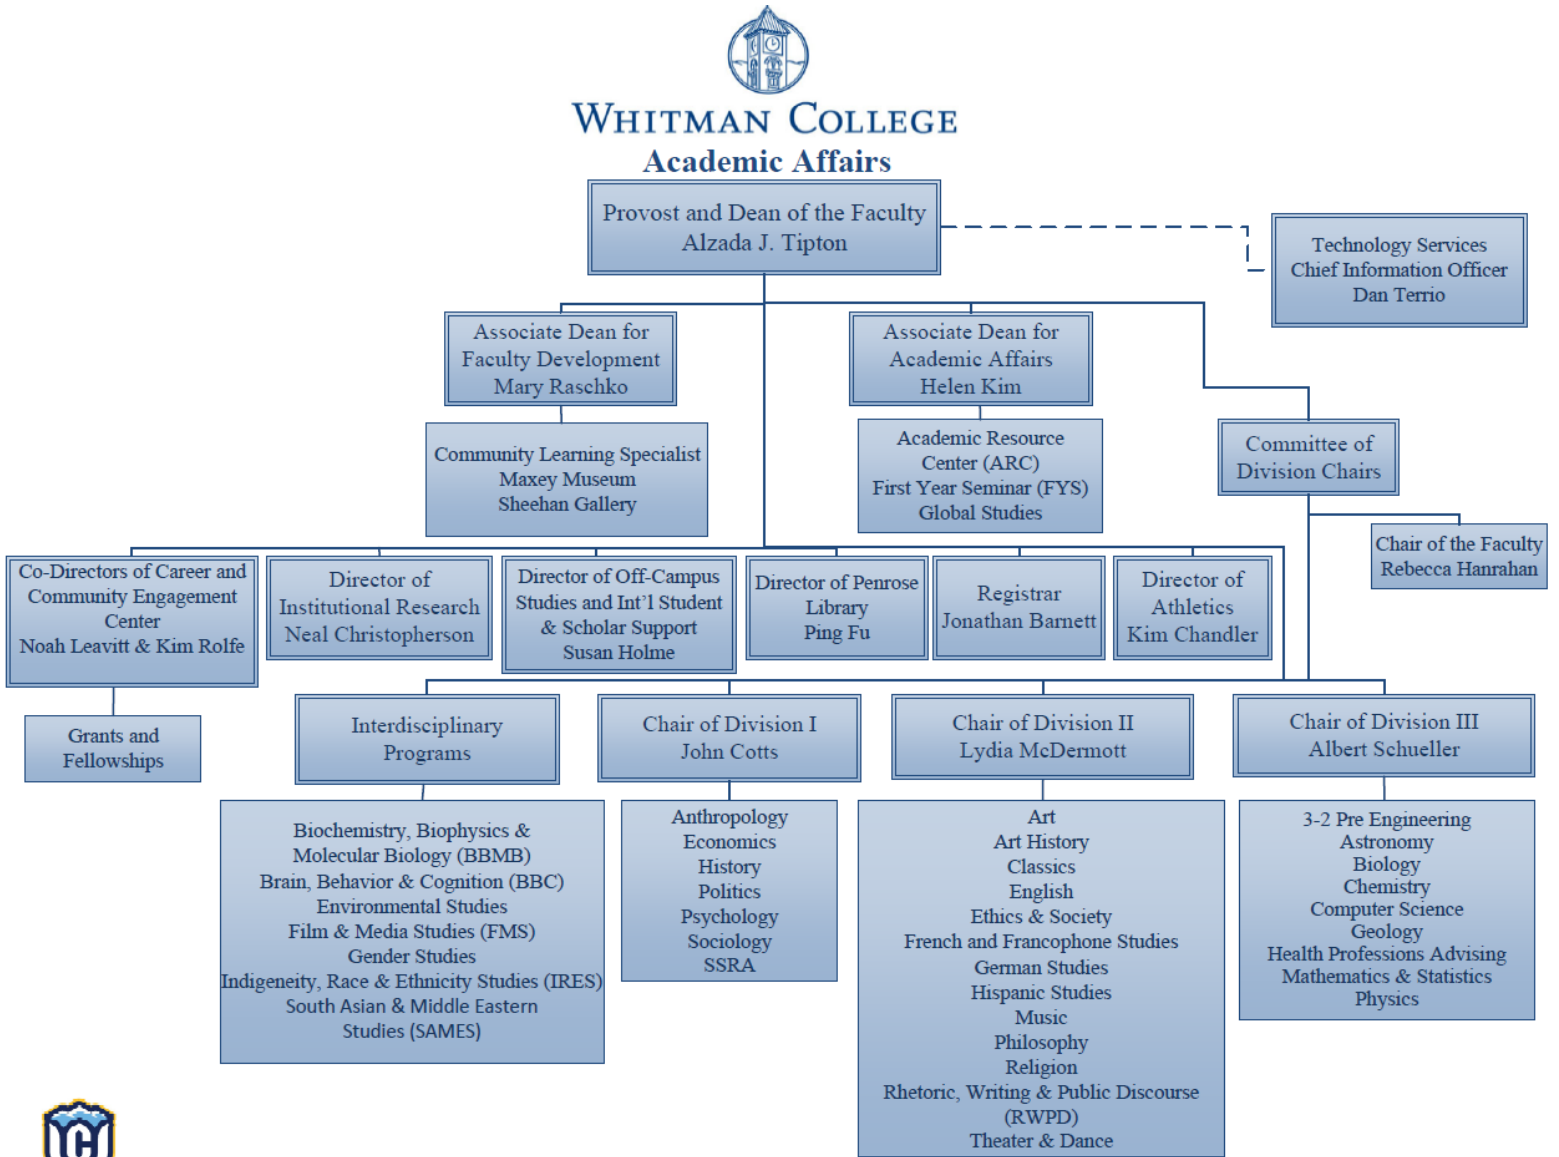 WHITMAN COLLEGE
Academic Affairs
Provost and Dean of the Faculty
Alzada J. Tipton
Technology Services
Chief Information Officer
Dan Terrio
Associate Dean for
Faculty Development
Mary Raschko
Associate Dean for
Academic Affairs
Helen Kim
Community Learning Specialist
Maxey Museum
Sheehan Gallery
Academic Resource
Center (ARC)
First Year Seminar (FYS)
Global Studies
Committee of
Division Chairs
Chair of the Faculty
Rebecca Hanrahan
Co-Directors of Career and
Community Engagement
Center
Noah Leavitt & Kim Rolfe
Director of
Institutional Research
Neal Christopherson
Director of Off-Campus
Studies and Int'l Student
& Scholar Support
Susan Holme
Director of Penrose
Library
Ping Fu
Registrar
Jonathan Barnett
Director of
Athletics
Kim Chandler
Grants and
Fellowships
Interdisciplinary
Programs
Chair of Division I
John Cotts
Chair of Division II
Lydia McDermott
Chair of Division III
Albert Schueller
Biochemistry, Biophysics &
Molecular Biology (BBMB)
Brain, Behavior & Cognition (BBC)
Environmental Studies
Film & Media Studies (FMS)
Gender Studies
Indigeneity, Race & Ethnicity Studies (IRES)
South Asian & Middle Eastern
Studies (SAMES)
Anthropology
Economics
History
Politics
Psychology
Sociology
SSRA
Art
Art History
Classics
English
Ethics & Society
French and Francophone Studies
German Studies
Hispanic Studies
Music
Philosophy
Religion
Rhetoric, Writing & Public Discourse
(RWPD)
Theater & Dance
3-2 Pre Engineering
Astronomy
Biology
Chemistry
Computer Science
Geology
Health Professions Advising
Mathematics & Statistics
Physics